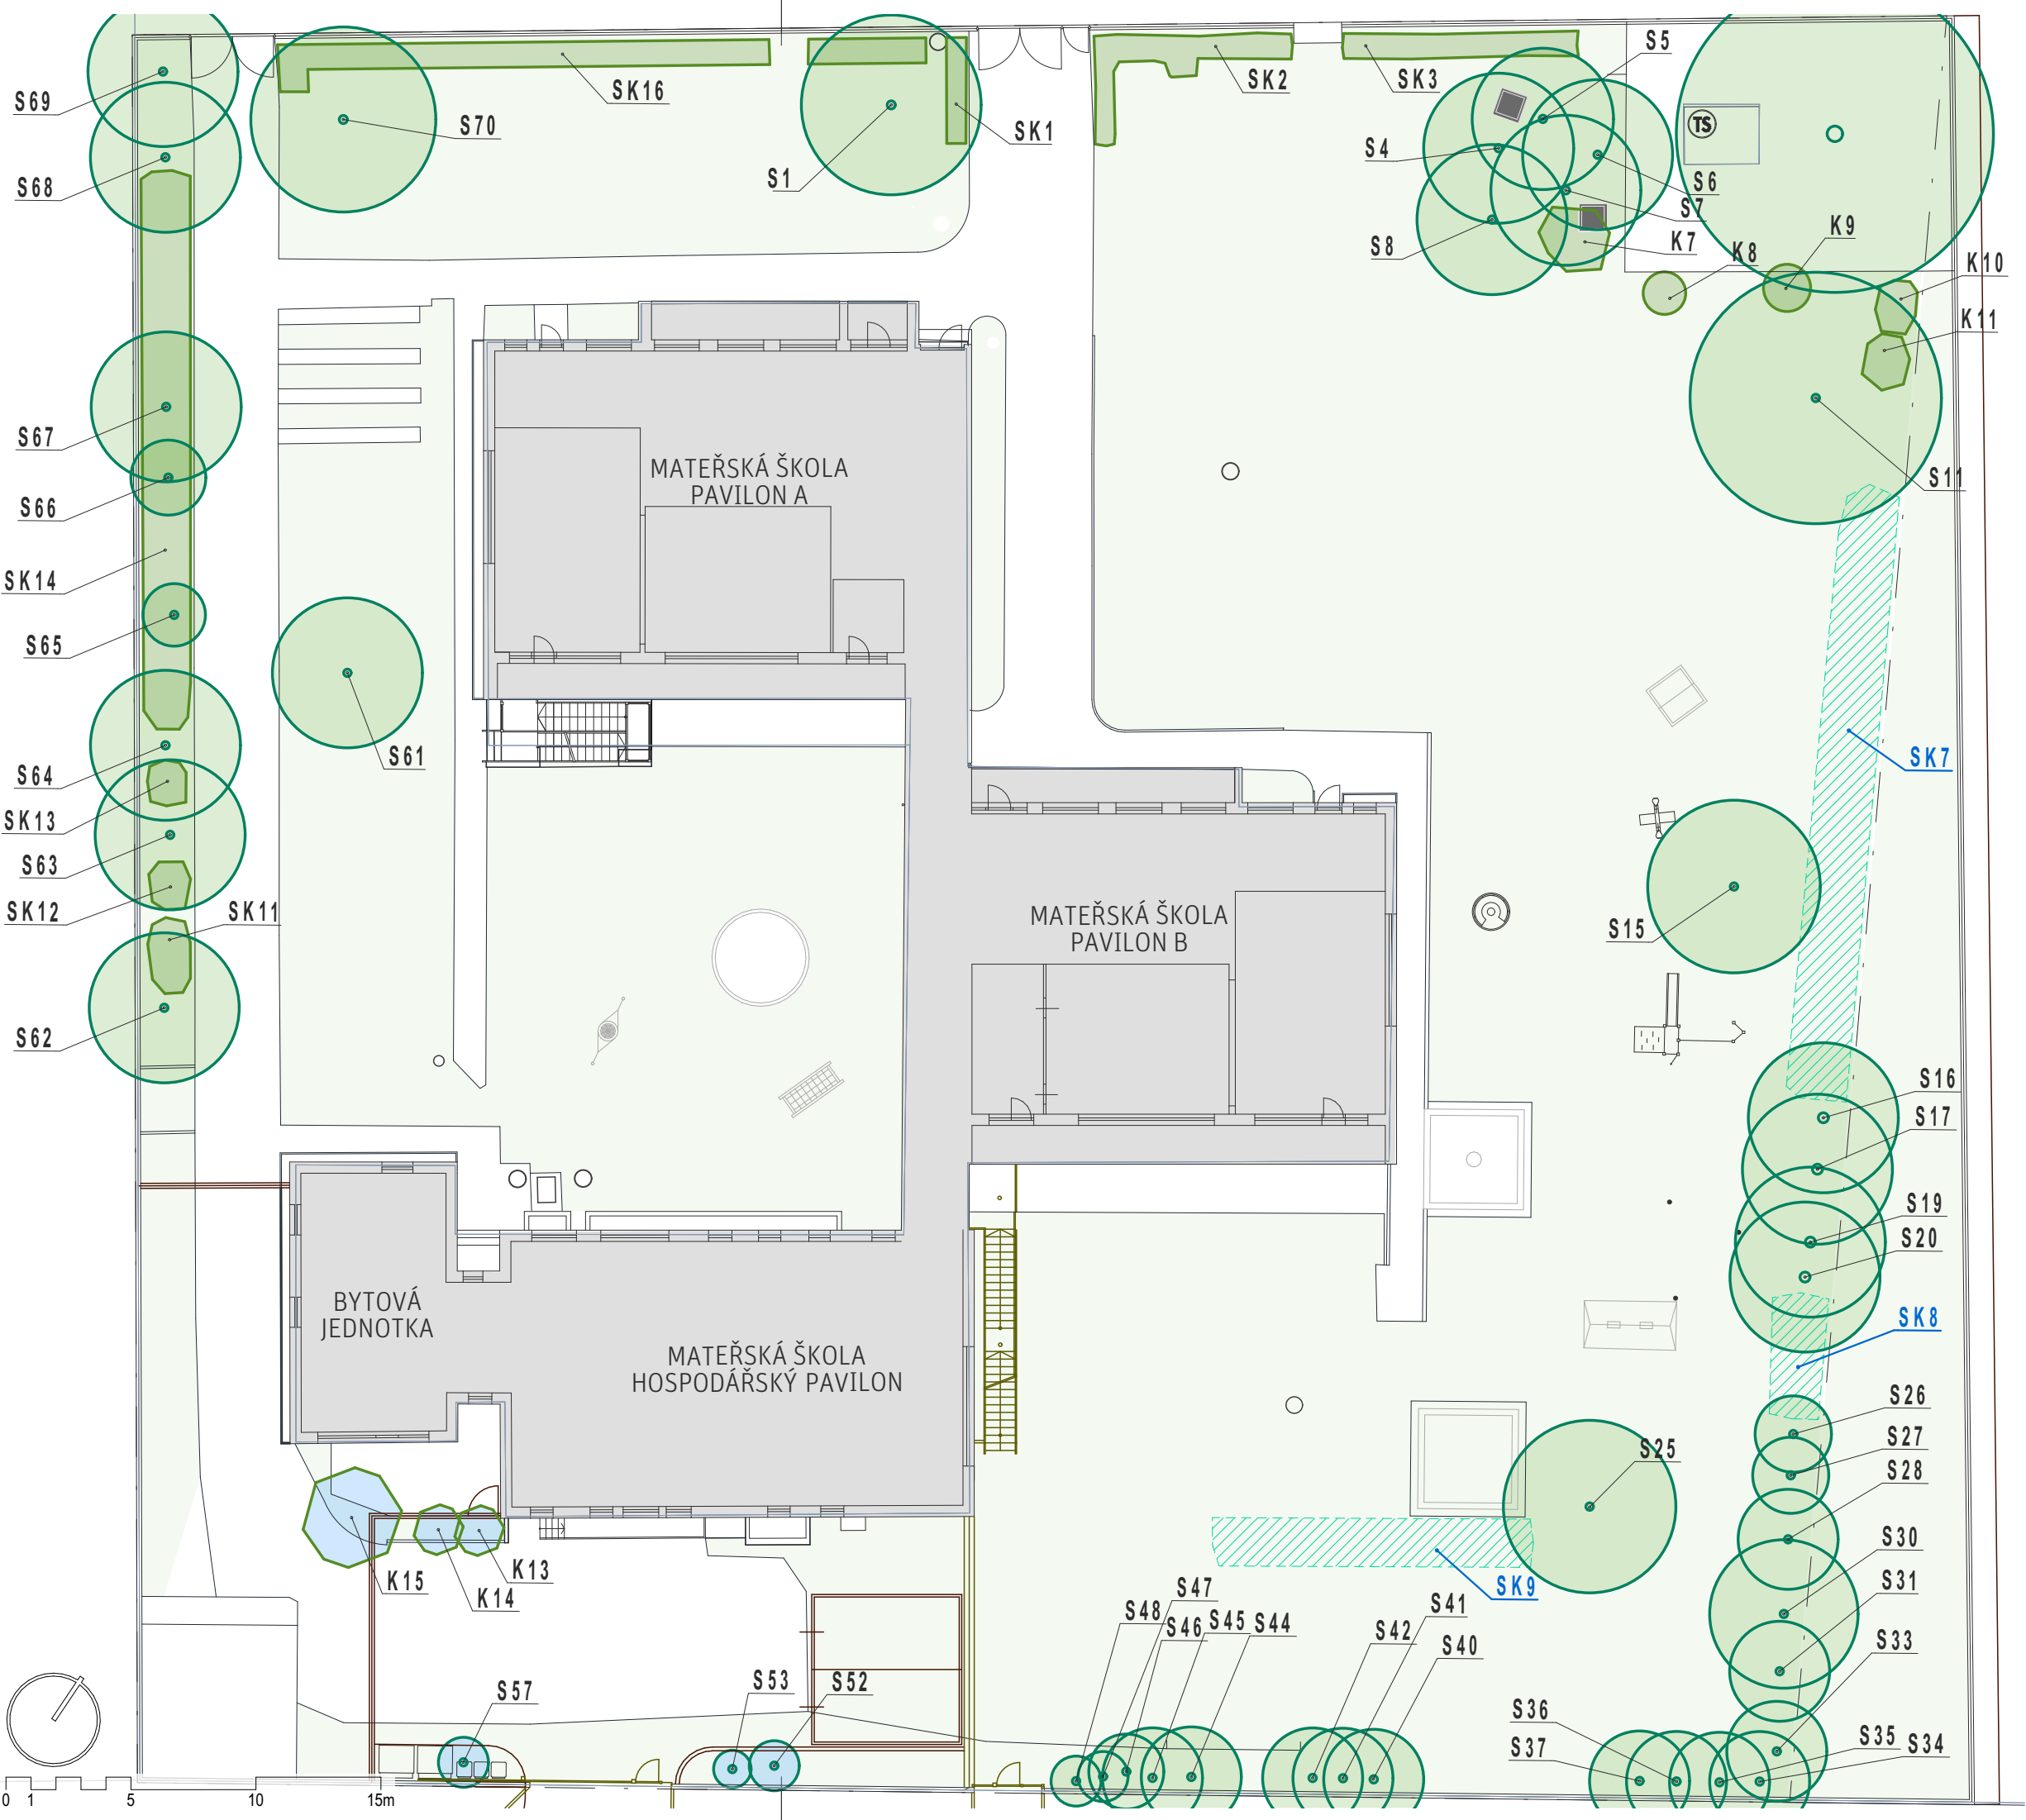 S69
SK16
S70
S1
SK1
SK2
SK3
S5
TS
S4
S6
S7
S8
K7
K8
K9
K10
K11
S68
S67
S66
SK14
S65
S64
SK13
S63
SK12
SK11
S62
S61
MATEŘSKÁ ŠKOLA
PAVILON A
S11
SK7
MATEŘSKÁ ŠKOLA
PAVILON B
S15
S16
S17
S19
S20
SK8
BYTOVÁ
JEDNOTKA
MATEŘSKÁ ŠKOLA
HOSPODÁŘSKÝ PAVILON
S26
S27
S28
S25
S30
S31
S33
SK9
K15
K14
K13
S57
S53
S52
S48
S47
S46
S45
S44
S42
S41
S40
S36
S37
S35
S34
0 1 5 10 15m